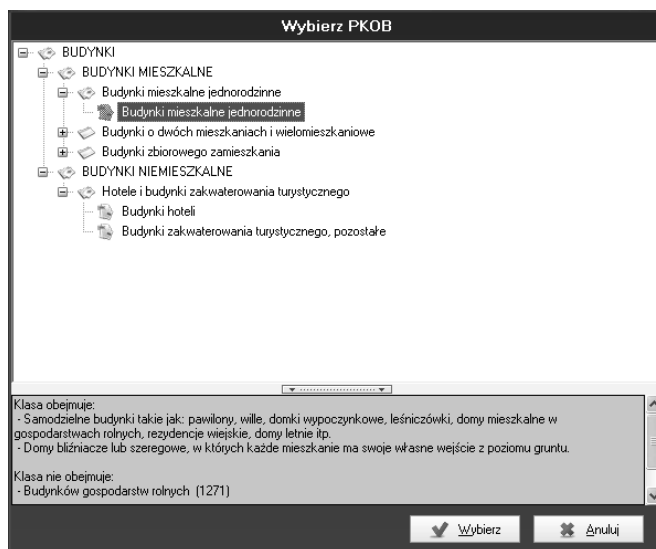 Wybierz PKOB
BUDYNKI
BUDYNKI MIESZKALNE
Budynki mieszkalne jednorodzinne
Budynki mieszkalne jednorodzinne
Budynki o dwóch mieszkaniach i wielomieszkaniowe
Budynki zbiorowego zamieszkania
BUDYNKI NIEMIESZKALNE
Hotele i budynki zakwaterowania turystycznego
Budynki hoteli
Budynki zakwaterowania turystycznego, pozostałe
Klasa obejmuje:
- Samodzielne budynki takie jak: pawilony, wille, domki wypoczynkowe, leśniczówki, domy mieszkalne w
gospodarstwach rolnych, rezydencje wiejskie, domy letnie itp.
- Domy bliźniacze lub szeregowe, w których każde mieszkanie ma swoje własne wejście z poziomu gruntu.
Klasa nie obejmuje:
- Budynków gospodarstw rolnych (1271)
Wybierz Anuluj